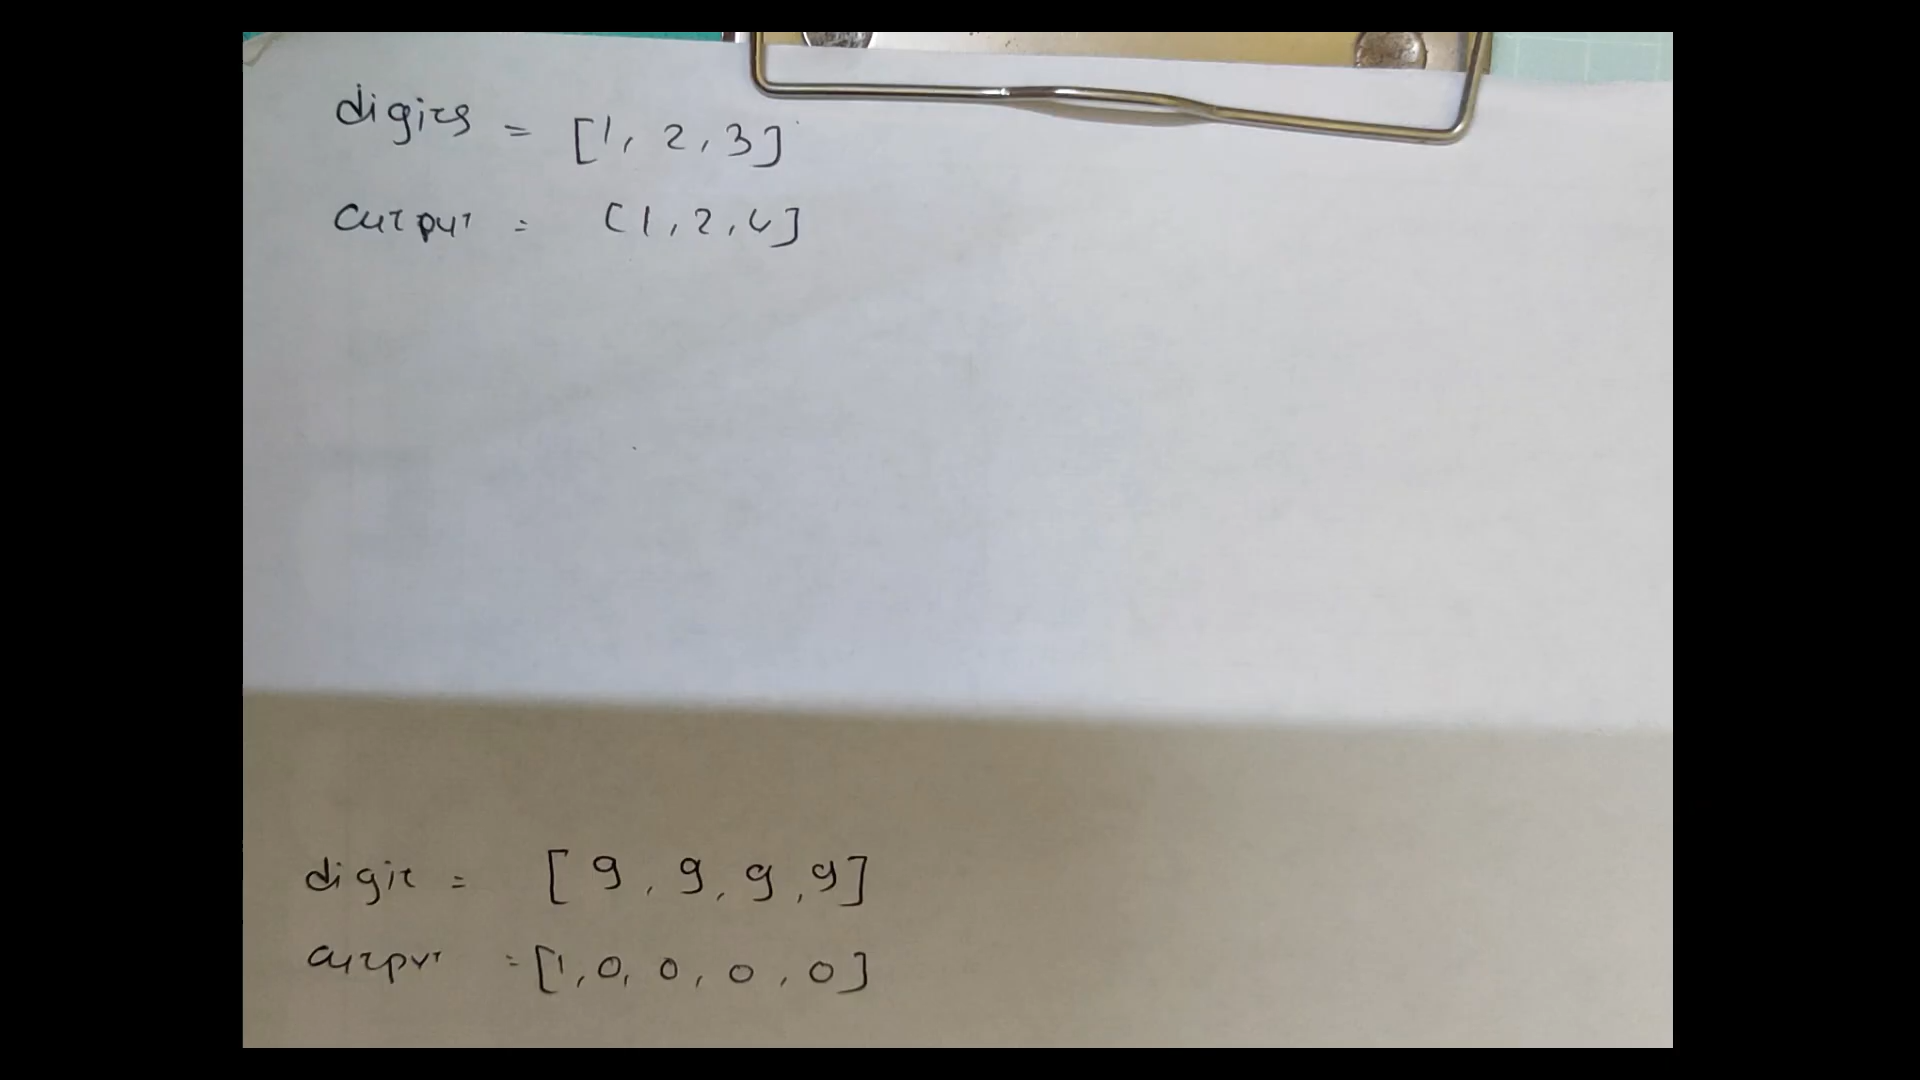 digits = [1, 2, 3]
output = [1, 2, 4]
digit = [9, 9, 9, 9]
output = [1, 0, 0, 0, 0]